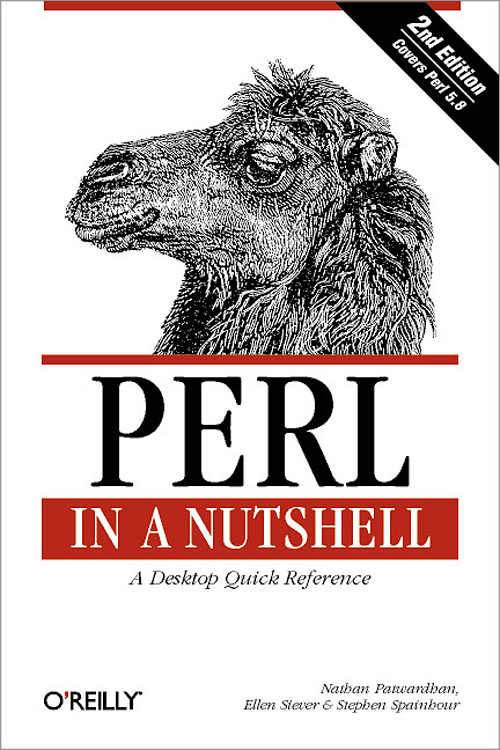 2nd Edition
Covers Perl 5.8
PERL
IN A NUTSHELL
A Desktop Quick Reference
Nathan Patwardhan,
Ellen Siever & Stephen Spainhour
O'REILLY®